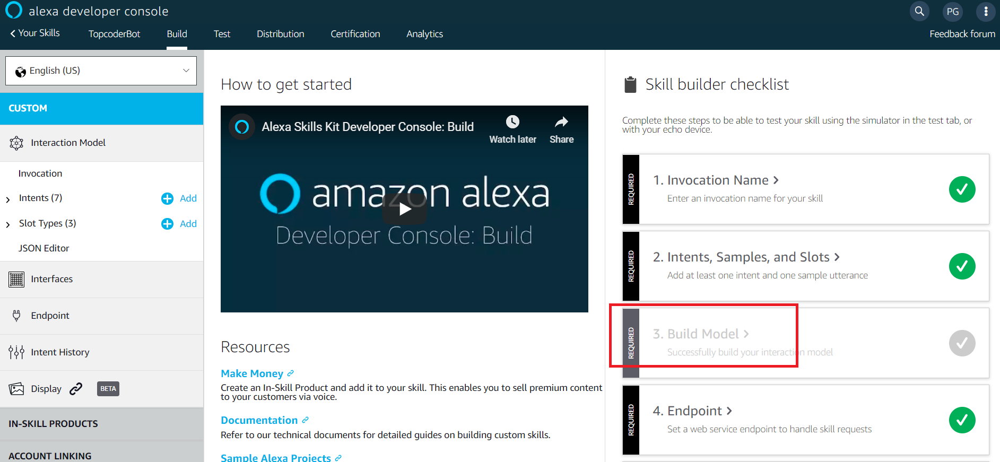 alexa developer console
PG
Your Skills
TopcoderBot
Build
Test
Distribution
Certification
Analytics
Feedback forum
English (US)
CUSTOM
Interaction Model
Invocation
Intents (7)
Add
Slot Types (3)
Add
JSON Editor
Interfaces
Endpoint
Intent History
Display
BETA
IN-SKILL PRODUCTS
ACCOUNT LINKING
How to get started
Alexa Skills Kit Developer Console: Build
Watch later
Share
amazon alexa
Developer Console: Build
Resources
Make Money
Create an In-Skill Product and add it to your skill. This enables you to sell premium content
to your customers via voice.
Documentation
Refer to our technical documents for detailed guides on building custom skills.
Sample Alexa Projects
Skill builder checklist
Complete these steps to be able to test your skill using the simulator in the test tab, or
with your echo device.
REQUIRED
1. Invocation Name
Enter an invocation name for your skill
REQUIRED
2. Intents, Samples, and Slots
Add at least one intent and one sample utterance
REQUIRED
3. Build Model
Successfully build your interaction model
REQUIRED
4. Endpoint
Set a web service endpoint to handle skill requests